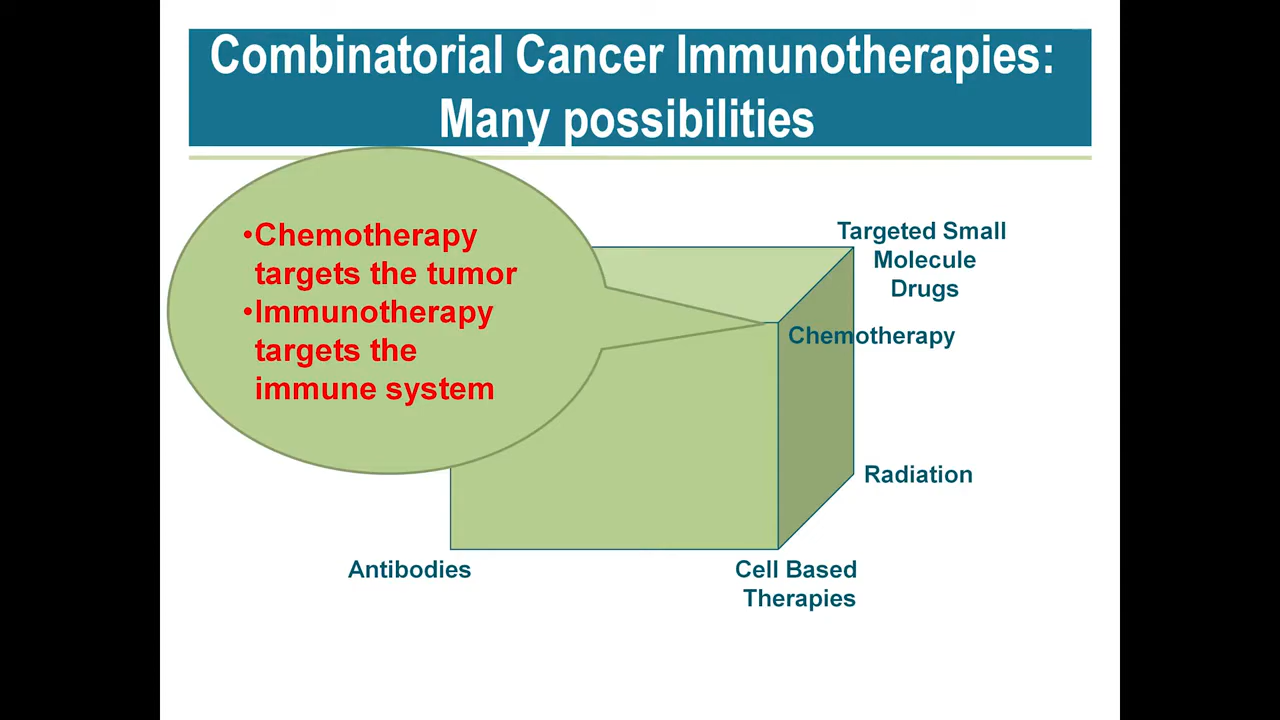 Combinatorial Cancer Immunotherapies:
Many possibilities
•Chemotherapy
targets the tumor
•Immunotherapy
targets the
immune system
Targeted Small
Molecule
Drugs
Chemotherapy
Radiation
Antibodies
Cell Based
Therapies